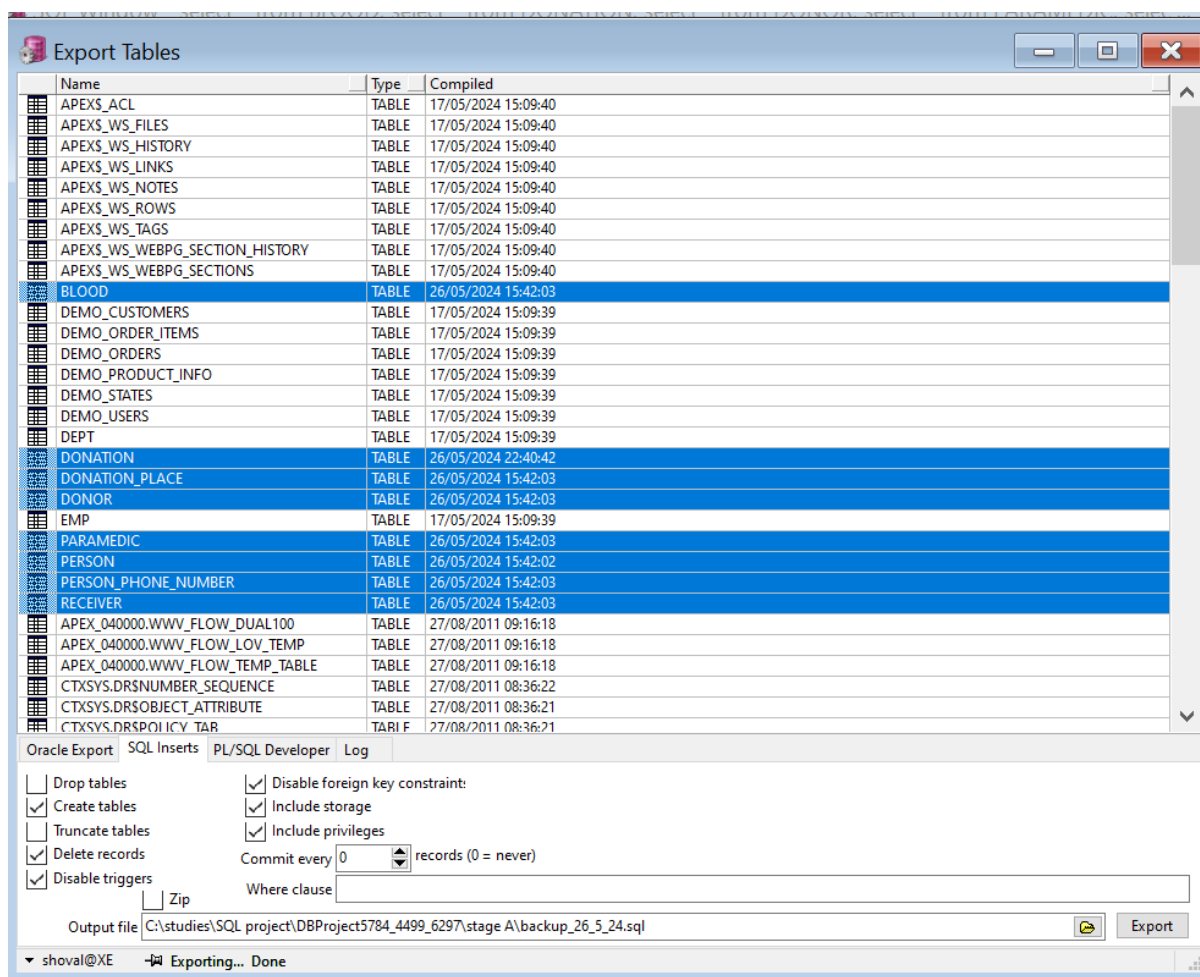 Export Tables
Name Type Compiled
APEX$_ACL TABLE 17/05/2024 15:09:40
APEX$_WS_FILES TABLE 17/05/2024 15:09:40
APEX$_WS_HISTORY TABLE 17/05/2024 15:09:40
APEX$_WS_LINKS TABLE 17/05/2024 15:09:40
APEX$_WS_NOTES TABLE 17/05/2024 15:09:40
APEX$_WS_ROWS TABLE 17/05/2024 15:09:40
APEX$_WS_TAGS TABLE 17/05/2024 15:09:40
APEX$_WS_WEBPG_SECTION_HISTORY TABLE 17/05/2024 15:09:40
APEX$_WS_WEBPG_SECTIONS TABLE 17/05/2024 15:09:40
BLOOD TABLE 26/05/2024 15:42:03
DEMO_CUSTOMERS TABLE 17/05/2024 15:09:39
DEMO_ORDER_ITEMS TABLE 17/05/2024 15:09:39
DEMO_ORDERS TABLE 17/05/2024 15:09:39
DEMO_PRODUCT_INFO TABLE 17/05/2024 15:09:39
DEMO_STATES TABLE 17/05/2024 15:09:39
DEMO_USERS TABLE 17/05/2024 15:09:39
DEPT TABLE 17/05/2024 15:09:39
DONATION TABLE 26/05/2024 22:40:42
DONATION_PLACE TABLE 26/05/2024 15:42:03
DONOR TABLE 26/05/2024 15:42:03
EMP TABLE 17/05/2024 15:09:39
PARAMEDIC TABLE 26/05/2024 15:42:03
PERSON TABLE 26/05/2024 15:42:02
PERSON_PHONE_NUMBER TABLE 26/05/2024 15:42:03
RECEIVER TABLE 26/05/2024 15:42:03
APEX_040000.WWV_FLOW_DUAL100 TABLE 27/08/2011 09:16:18
APEX_040000.WWV_FLOW_LOV_TEMP TABLE 27/08/2011 09:16:18
APEX_040000.WWV_FLOW_TEMP_TABLE TABLE 27/08/2011 09:16:18
CTXSYS.DR$NUMBER_SEQUENCE TABLE 27/08/2011 08:36:22
CTXSYS.DR$OBJECT_ATTRIBUTE TABLE 27/08/2011 08:36:21
CTXSYS.DR$POLICY_TAB TABLE 27/08/2011 08:36:21
Oracle Export SQL Inserts PL/SQL Developer Log
Drop tables Disable foreign key constraint
Create tables Include storage
Truncate tables Include privileges
Delete records Commit every 0 records (0 = never)
Disable triggers Where clause
Zip
Output file C:\studies\SQL project\DBProject5784_4499_6297\stage A\backup_26_5_24.sql Export
shoval@XE Exporting... Done